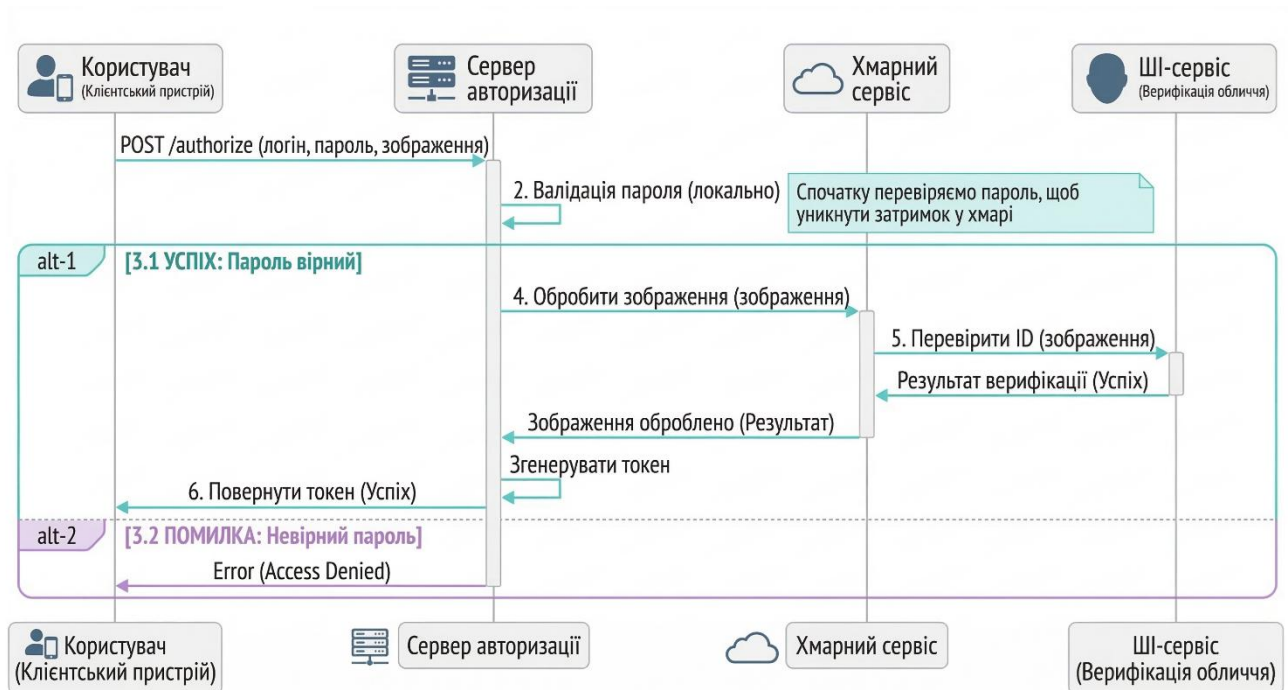 Користувач
(Клієнтський пристрій)
Сервер
авторизації
Хмарний
сервіс
ШІ-сервіс
(Верифікація обличчя)
POST /authorize (логін, пароль, зображення)
2. Валідація пароля (локально)
Спочатку перевіряємо пароль, щоб
уникнути затримок у хмарі
alt-1
[3.1 УСПІХ: Пароль вірний]
4. Обробити зображення (зображення)
5. Перевірити ID (зображення)
Результат верифікації (Успіх)
Зображення оброблено (Результат)
Згенерувати токен
6. Повернути токен (Успіх)
alt-2
[3.2 ПОМИЛКА: Невірний пароль]
Error (Access Denied)
Користувач
(Клієнтський пристрій)
Сервер авторизації
Хмарний сервіс
ШІ-сервіс
(Верифікація обличчя)